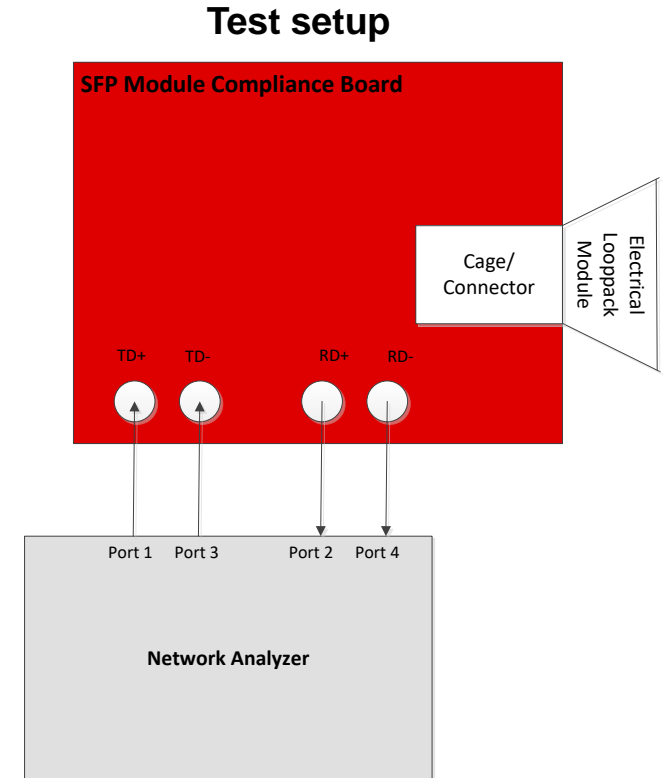 Test setup
SFP Module Compliance Board
Cage/
Connector
Electrical
Looppack
Module
TD+ TD- RD+ RD-
Port 1 Port 3 Port 2 Port 4
Network Analyzer